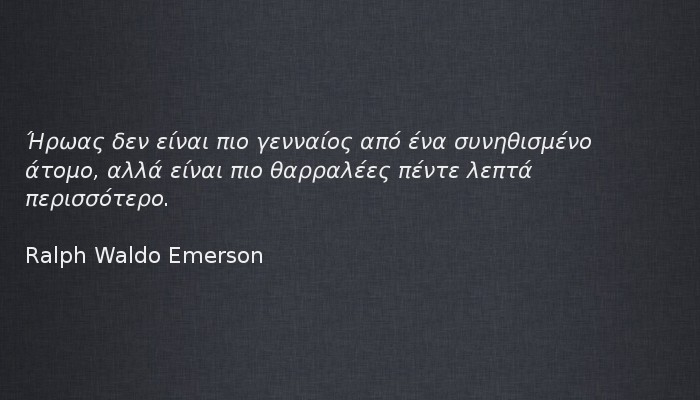 Ήρωας δεν είναι πιο γενναίος από ένα συνηθισμένο
άτομο, αλλά είναι πιο θαρραλέες πέντε λεπτά
περισσότερο.
Ralph Waldo Emerson